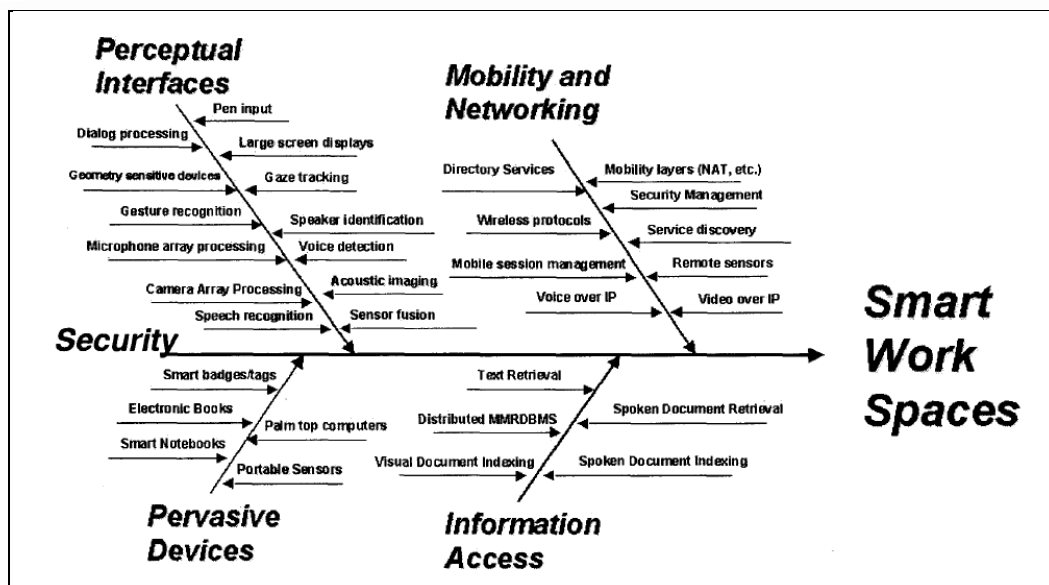 Perceptual
Interfaces
Pen input
Dialog processing
Large screen displays
Geometry sensitive devices
Gaze tracking
Gesture recognition
Speaker identification
Microphone array processing
Voice detection
Acoustic imaging
Camera Array Processing
Speech recognition
Sensor fusion
Mobility and
Networking
Directory Services
Mobility layers (NAT, etc.)
Security Management
Wireless protocols
Service discovery
Mobile session management
Remote sensors
Voice over IP
Video over IP
Security
Smart
Work
Spaces
Smart badges/tags
Electronic Books
Palm top computers
Smart Notebooks
Portable Sensors
Pervasive
Devices
Text Retrieval
Spoken Document Retrieval
Distributed MMRDBMS
Visual Document Indexing
Spoken Document Indexing
Information
Access